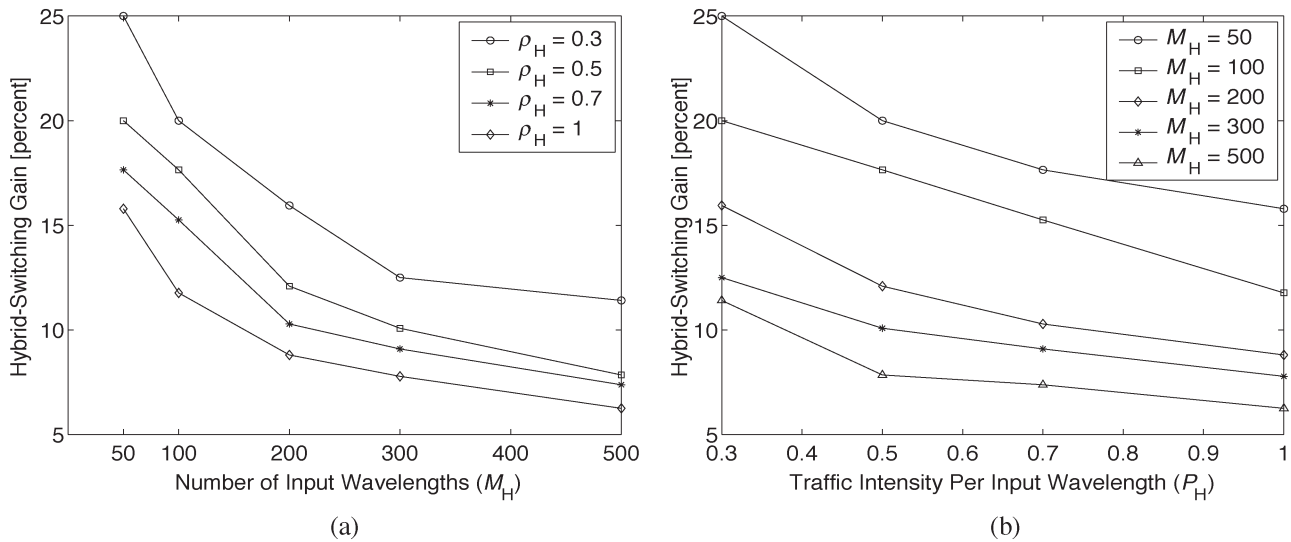 25
20
15
10
5
Hybrid-Switching Gain [percent]
ρH = 0.3
ρH = 0.5
ρH = 0.7
ρH = 1
50 100 200 300 400 500
Number of Input Wavelengths (MH)
(a)
25
20
15
10
5
Hybrid-Switching Gain [percent]
MH = 50
MH = 100
MH = 200
MH = 300
MH = 500
0.3 0.4 0.5 0.6 0.7 0.8 0.9 1
Traffic Intensity Per Input Wavelength (PH)
(b)